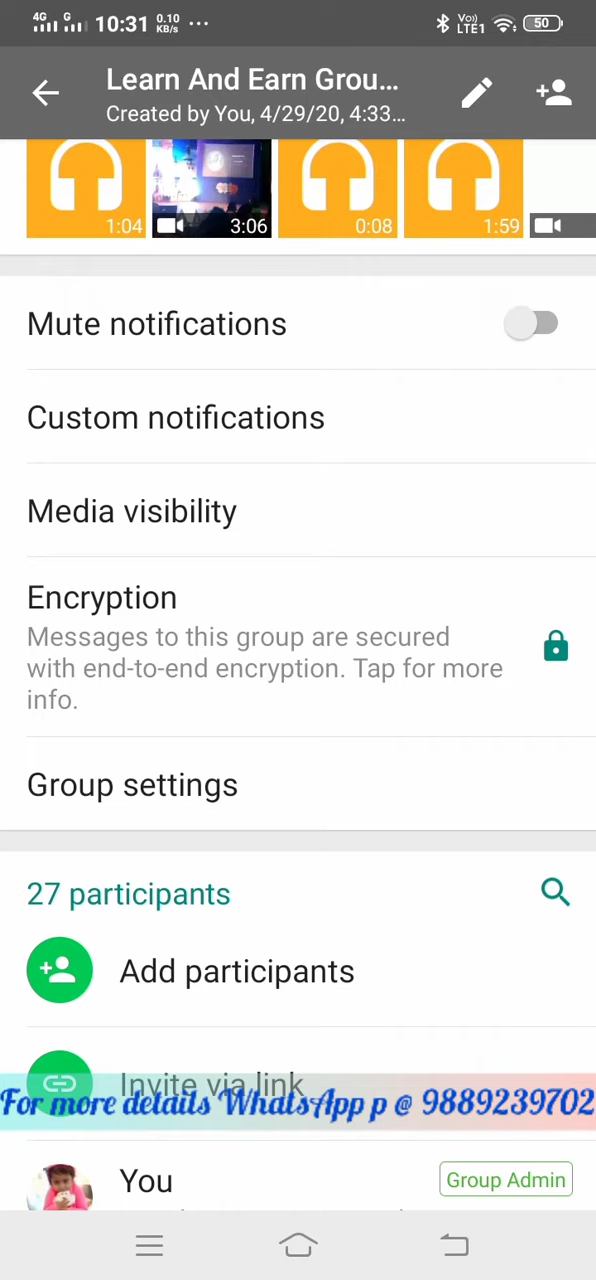 4G G 10:31 0.10 KB/s ... Vo)) LTE1 50
Learn And Earn Grou...
Created by You, 4/29/20, 4:33...
1:04 3:06 0:08 1:59
Mute notifications
Custom notifications
Media visibility
Encryption
Messages to this group are secured
with end-to-end encryption. Tap for more
info.
Group settings
27 participants
Add participants
Invite via link
For more details WhatsApp p @ 9889239702
You Group Admin